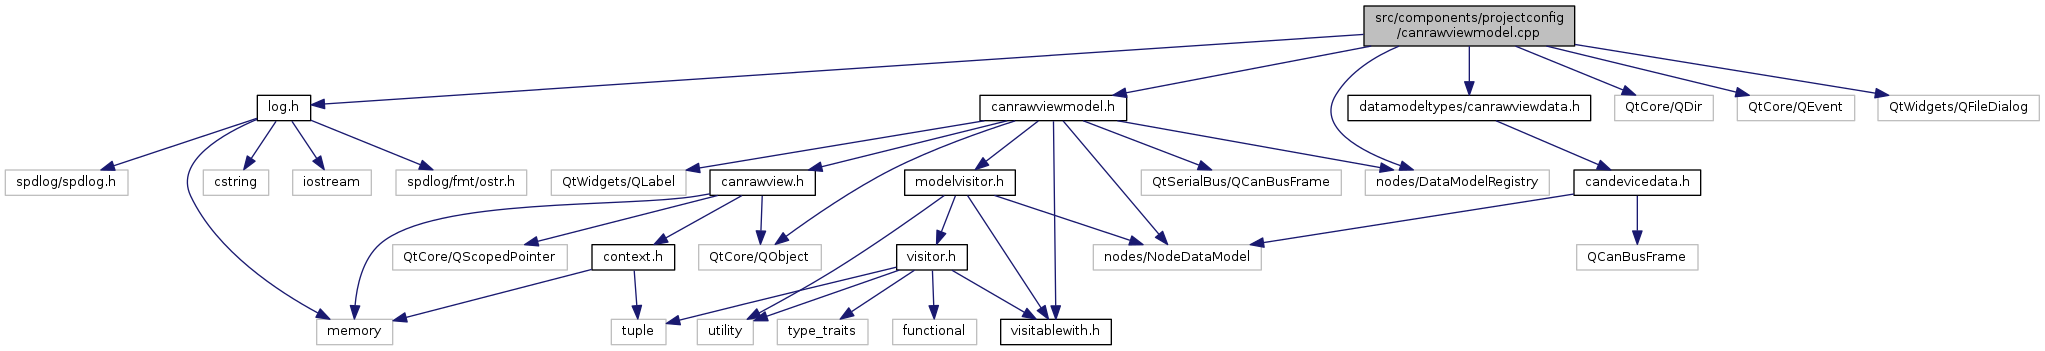 src/components/projectconfig
/canrawviewmodel.cpp
log.h
canrawviewmodel.h
datamodeltypes/canrawviewdata.h
QtCore/QDir
QtCore/QEvent
QtWidgets/QFileDialog
spdlog/spdlog.h
cstring
iostream
spdlog/fmt/ostr.h
QtWidgets/QLabel
canrawview.h
modelvisitor.h
QtSerialBus/QCanBusFrame
nodes/DataModelRegistry
candevicedata.h
QtCore/QScopedPointer
context.h
QtCore/QObject
visitor.h
nodes/NodeDataModel
QCanBusFrame
memory
tuple
utility
type_traits
functional
visitablewith.h